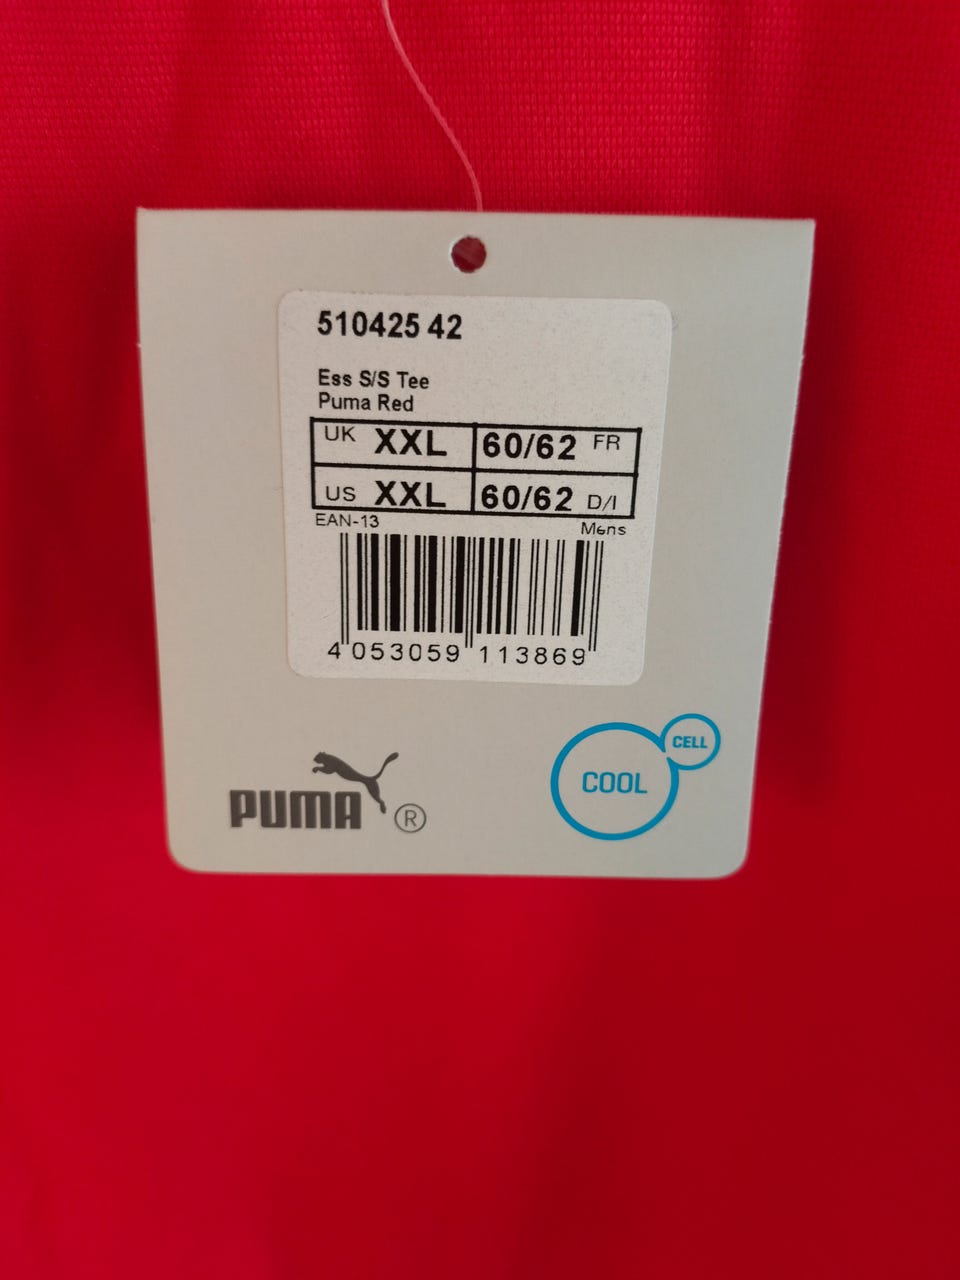 510425 42
Ess S/S Tee
Puma Red
UK XXL 60/62 FR
US XXL 60/62 D/I
EAN-13 Mens
4 053059 113869
PUMA ®
CELL
COOL